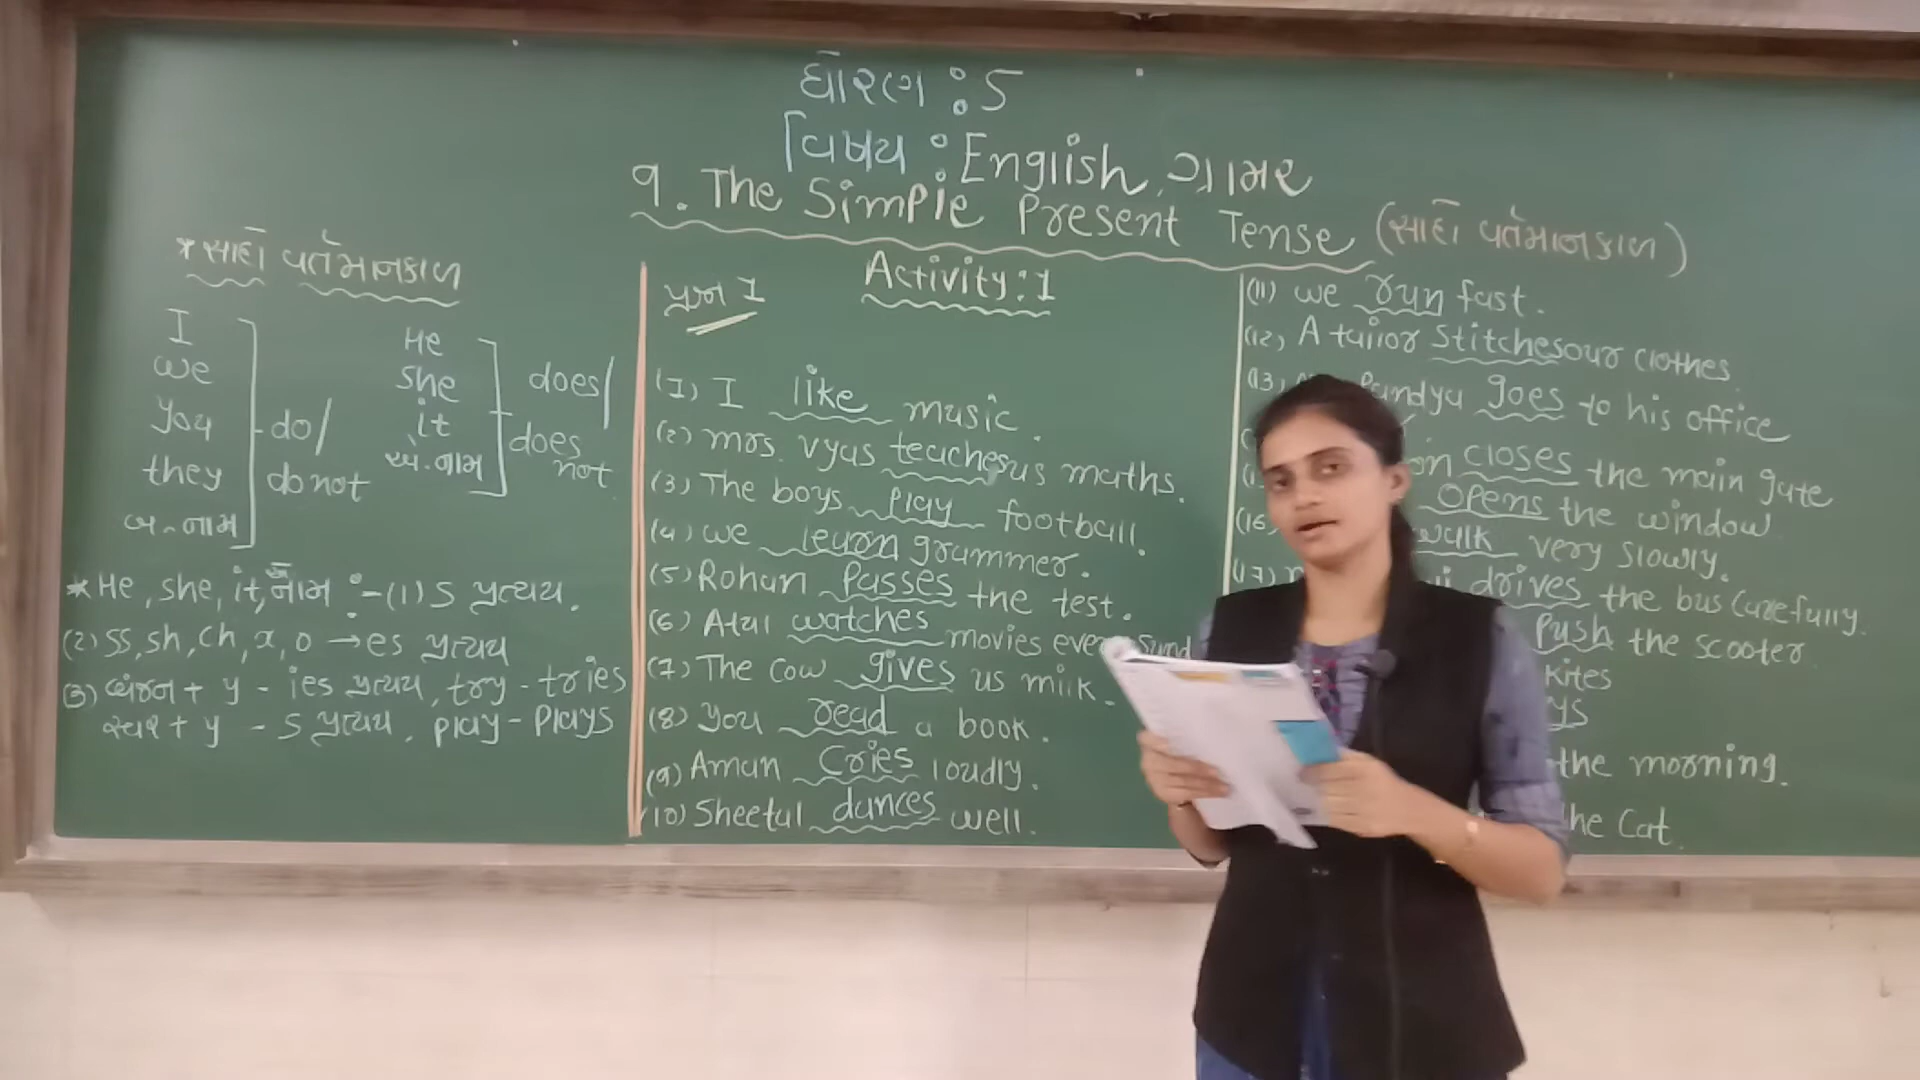 ધોરણ : 5
વિષય : English ગ્રામર
9. The Simple Present Tense (સાદો વર્તમાનકાળ)
* સાદો વર્તમાનકાળ
I
we
you
they
બ.નામ
do/
do not
He
she
it
એ.નામ
does/
does not
* He, she, it, એ.નામ :- (1) S પ્રત્યય.
(2) SS, sh, ch, x, o → es પ્રત્યય
(3) વ્યંજન + y - ies પ્રત્યય, try - tries
સ્વર + y - s પ્રત્યય, play - plays
પ્રશ્ન 1
Activity : 1
(1) I like music.
(2) mrs. vyas teaches us maths.
(3) The boys play football.
(4) we learn grammer.
(5) Rohan passes the test.
(6) Atul watches movies every Sund
(7) The cow gives us milk.
(8) you read a book.
(9) Aman cries loudly.
(10) Sheetal dances well.
(11) we run fast.
(12) A tailor stitches our clothes.
(13) Pandya goes to his office
closes the main gate
opens the window
(16) walk very slowly.
(17) drives the bus carefully.
push the scooter.
kites
ys
the morning.
the cat.